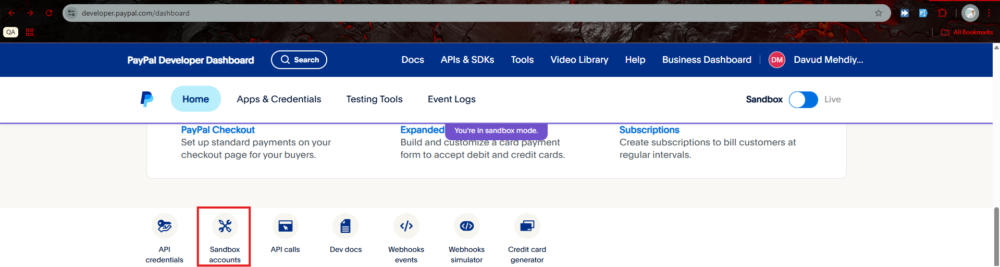 developer.paypal.com/dashboard
QA
All Bookmarks
PayPal Developer Dashboard
Search
Docs
APIs & SDKs
Tools
Video Library
Help
Business Dashboard
DM
Davud Mehdiy...
Home
Apps & Credentials
Testing Tools
Event Logs
Sandbox
Live
You're in sandbox mode.
PayPal Checkout
Set up standard payments on your
checkout page for your buyers.
Expanded
Build and customize a card payment
form to accept debit and credit cards.
Subscriptions
Create subscriptions to bill customers at
regular intervals.
API
credentials
Sandbox
accounts
API calls
Dev docs
Webhooks
events
Webhooks
simulator
Credit card
generator